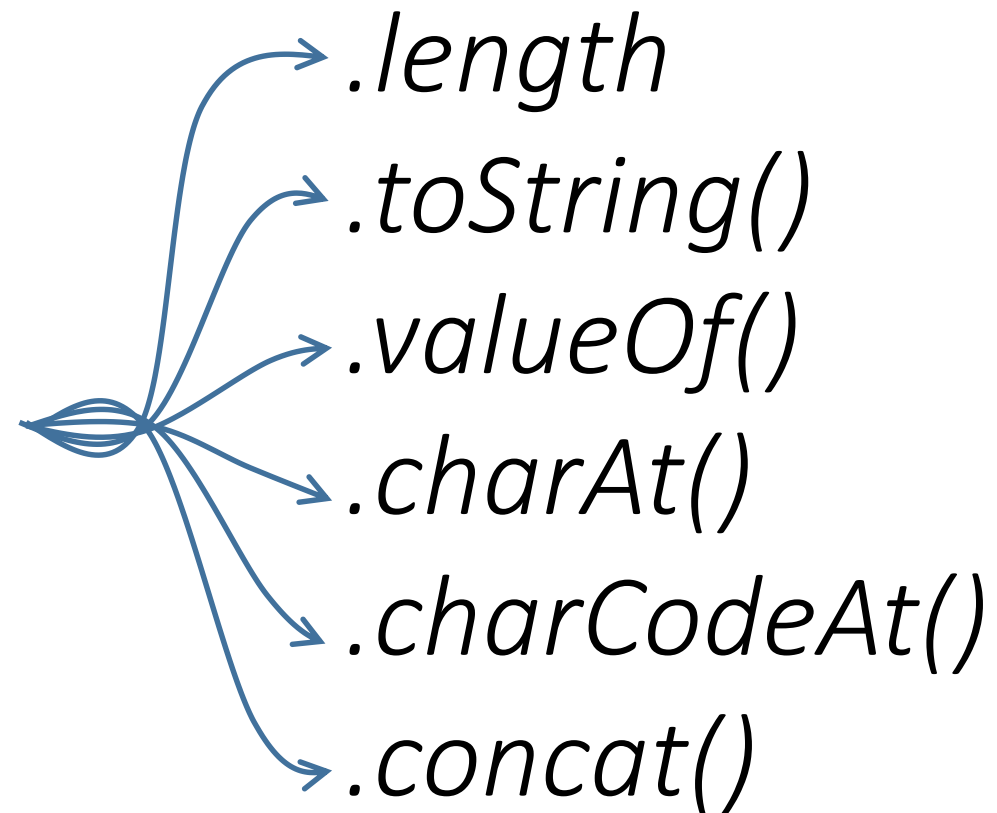 .length
.toString()
.valueOf()
.charAt()
.charCodeAt()
.concat()